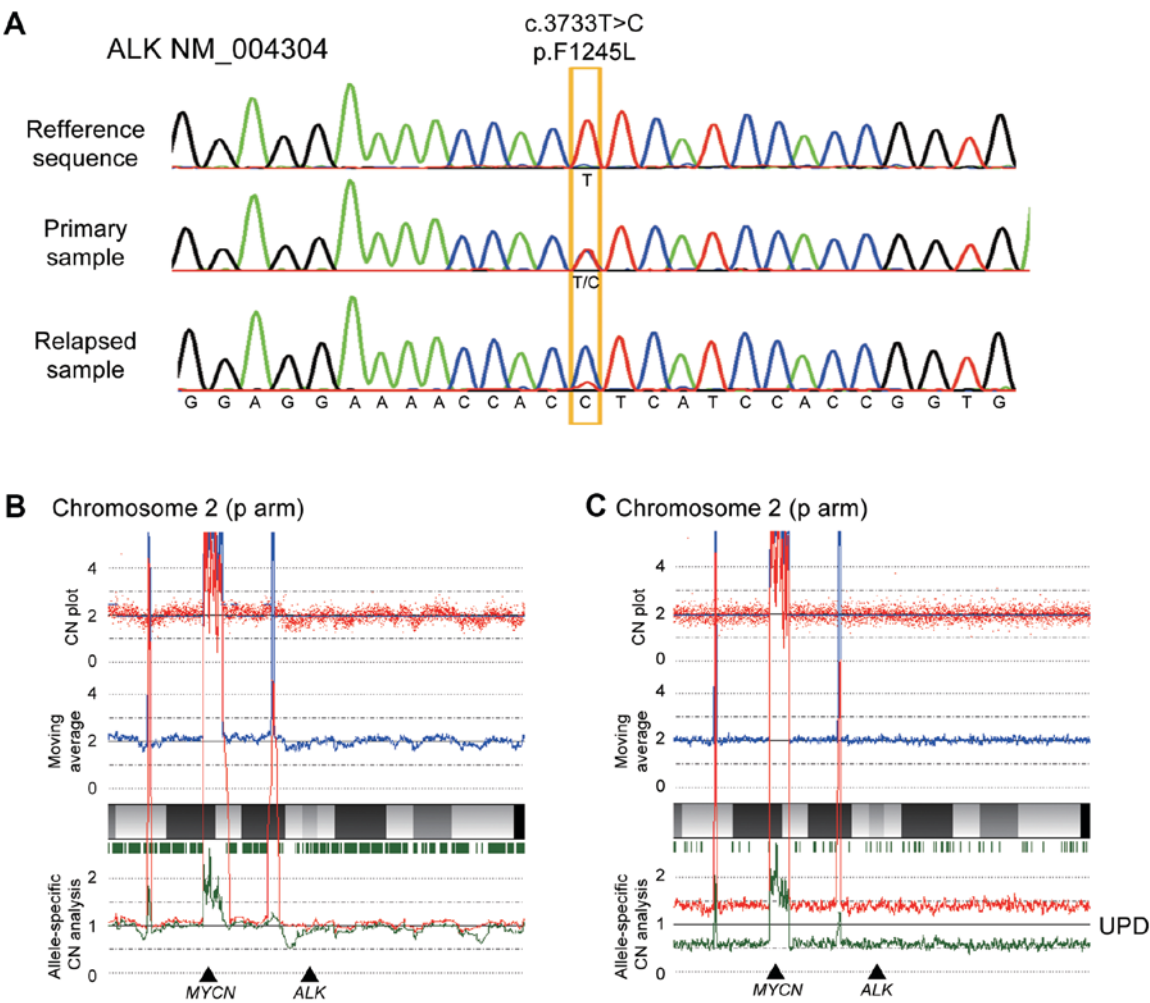 A
ALK NM_004304
c.3733T>C
p.F1245L
Refference
sequence
T
Primary
sample
T/C
Relapsed
sample
G G A G G A A A A C C A C C T C A T C C A C C G G T G
B Chromosome 2 (p arm)
CN plot
4
2
0
Moving
average
4
2
0
Allele-specific
CN analysis
2
1
0
MYCN ALK
C Chromosome 2 (p arm)
CN plot
4
2
0
Moving
average
4
2
0
Allele-specific
CN analysis
2
1
0
UPD
MYCN ALK